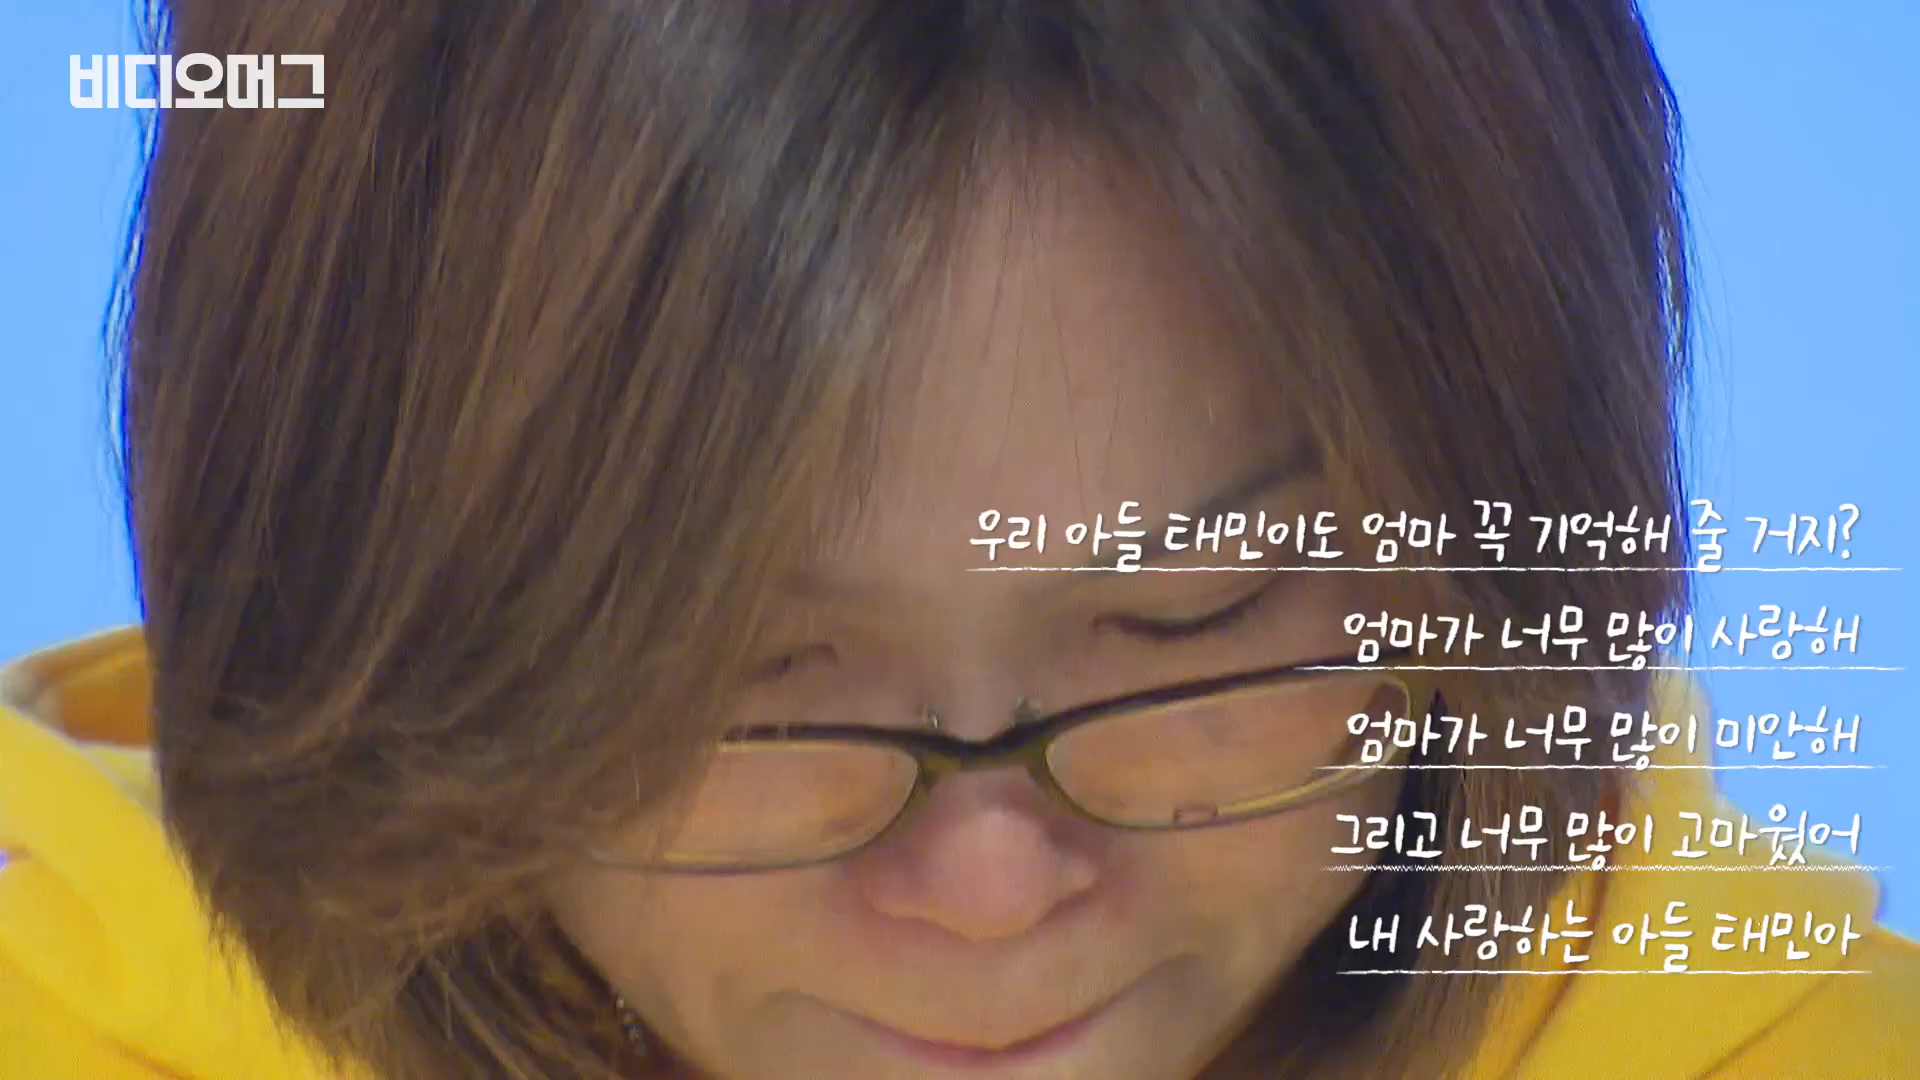 비디오머그
우리 아들 태민이도 엄마 꼭 기억해 줄 거지?
엄마가 너무 많이 사랑해
엄마가 너무 많이 미안해
그리고 너무 많이 고마웠어
내 사랑하는 아들 태민아